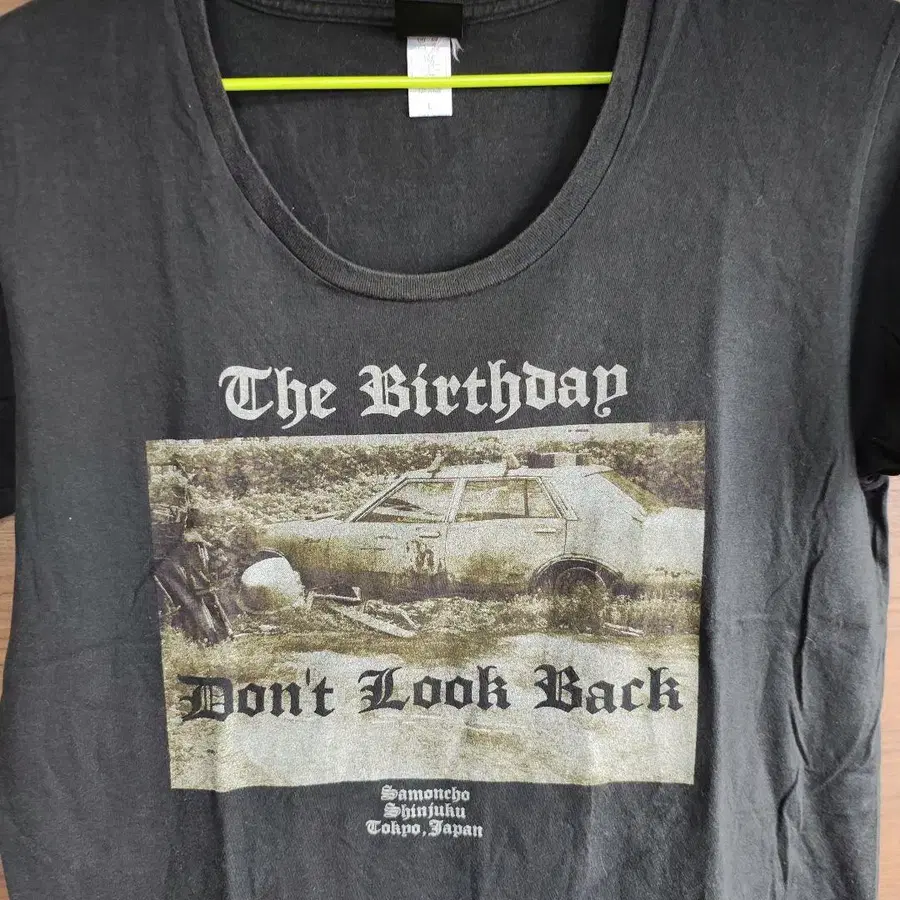 L
The Birthday
Don't Look Back
Samoncho
Shinjuku
Tokyo, Japan